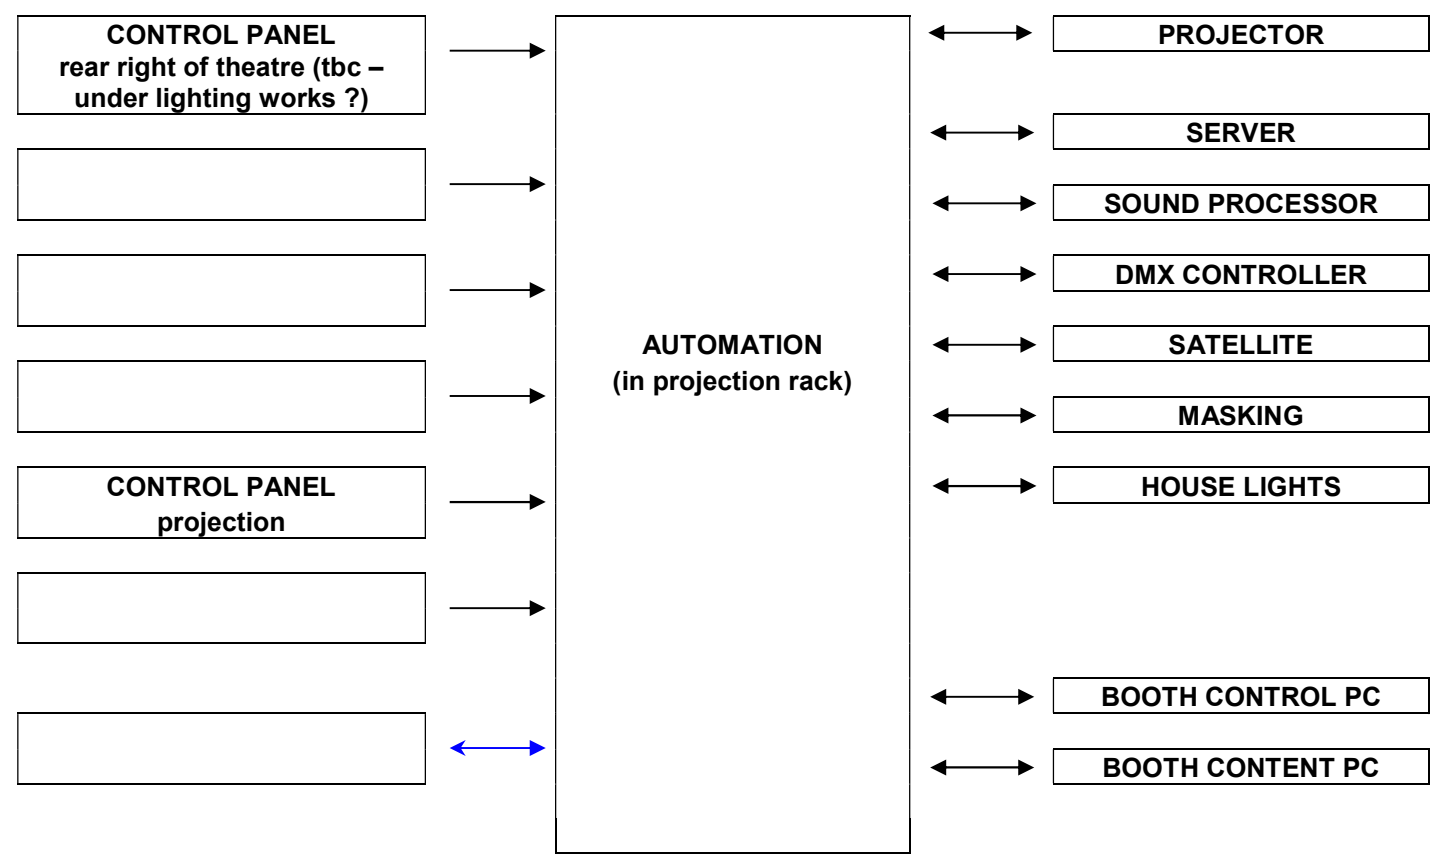 CONTROL PANEL
rear right of theatre (tbc –
under lighting works ?)
CONTROL PANEL
projection
AUTOMATION
(in projection rack)
PROJECTOR
SERVER
SOUND PROCESSOR
DMX CONTROLLER
SATELLITE
MASKING
HOUSE LIGHTS
BOOTH CONTROL PC
BOOTH CONTENT PC